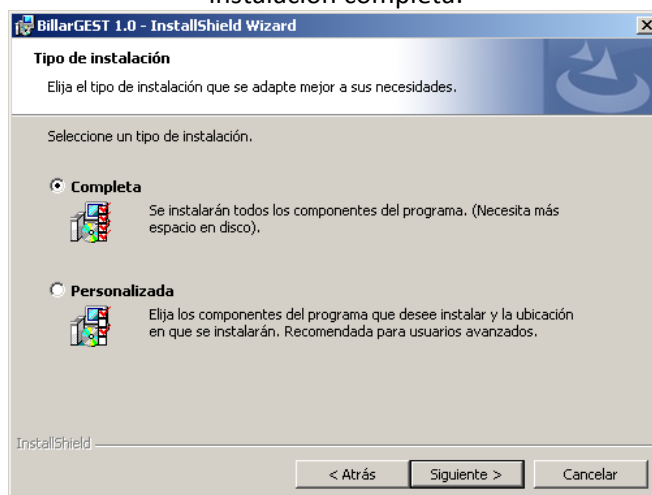 instalación completa.
BillarGEST 1.0 - InstallShield Wizard
Tipo de instalación
Elija el tipo de instalación que se adapte mejor a sus necesidades.
Seleccione un tipo de instalación.
Completa
Se instalarán todos los componentes del programa. (Necesita más
espacio en disco).
Personalizada
Elija los componentes del programa que desee instalar y la ubicación
en que se instalarán. Recomendada para usuarios avanzados.
InstallShield
< Atrás
Siguiente >
Cancelar